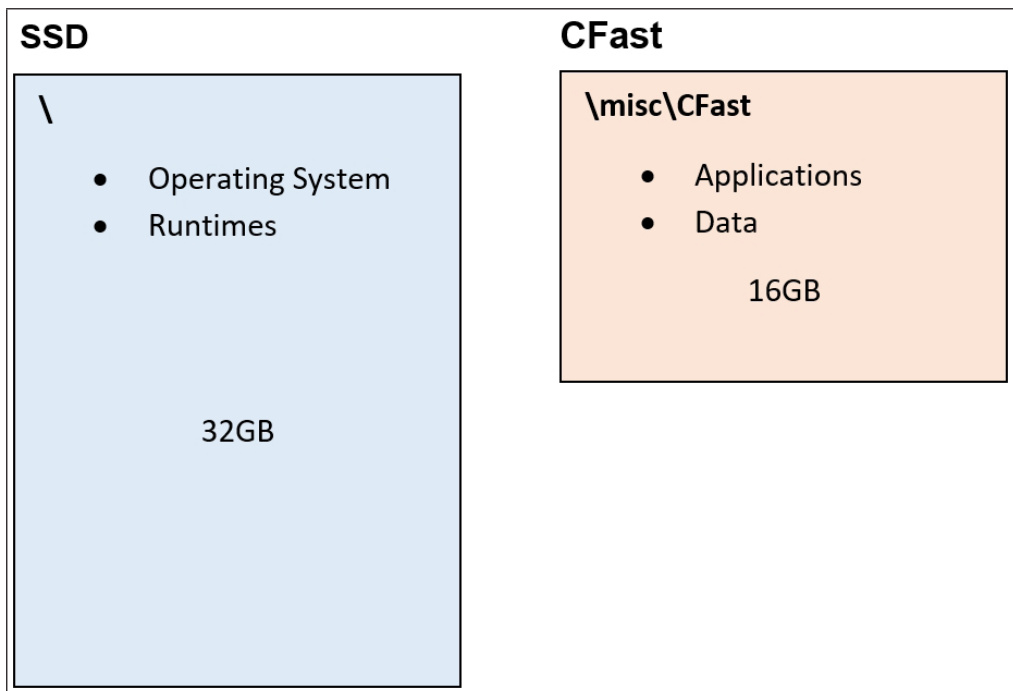 SSD
\
• Operating System
• Runtimes
32GB
CFast
\misc\CFast
• Applications
• Data
16GB